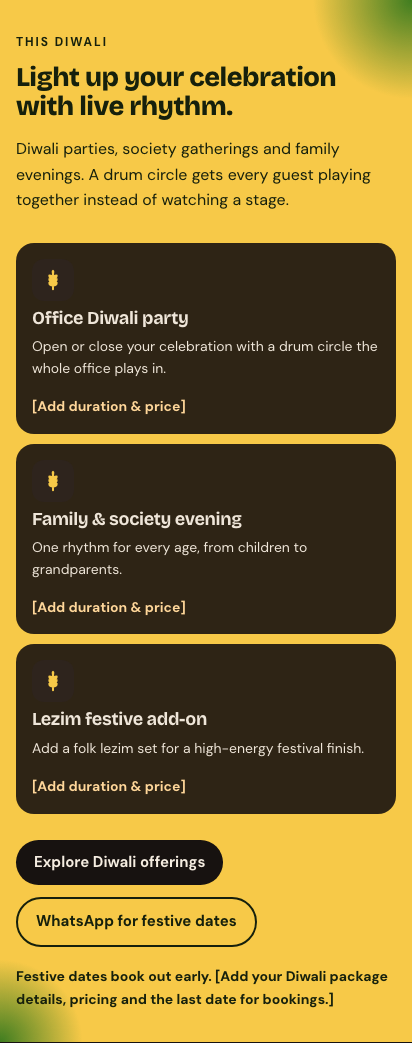 THIS DIWALI
Light up your celebration
with live rhythm.
Diwali parties, society gatherings and family
evenings. A drum circle gets every guest playing
together instead of watching a stage.
Office Diwali party
Open or close your celebration with a drum circle the
whole office plays in.
[Add duration & price]
Family & society evening
One rhythm for every age, from children to
grandparents.
[Add duration & price]
Lezim festive add-on
Add a folk lezim set for a high-energy festival finish.
[Add duration & price]
Explore Diwali offerings
WhatsApp for festive dates
Festive dates book out early. [Add your Diwali package
details, pricing and the last date for bookings.]